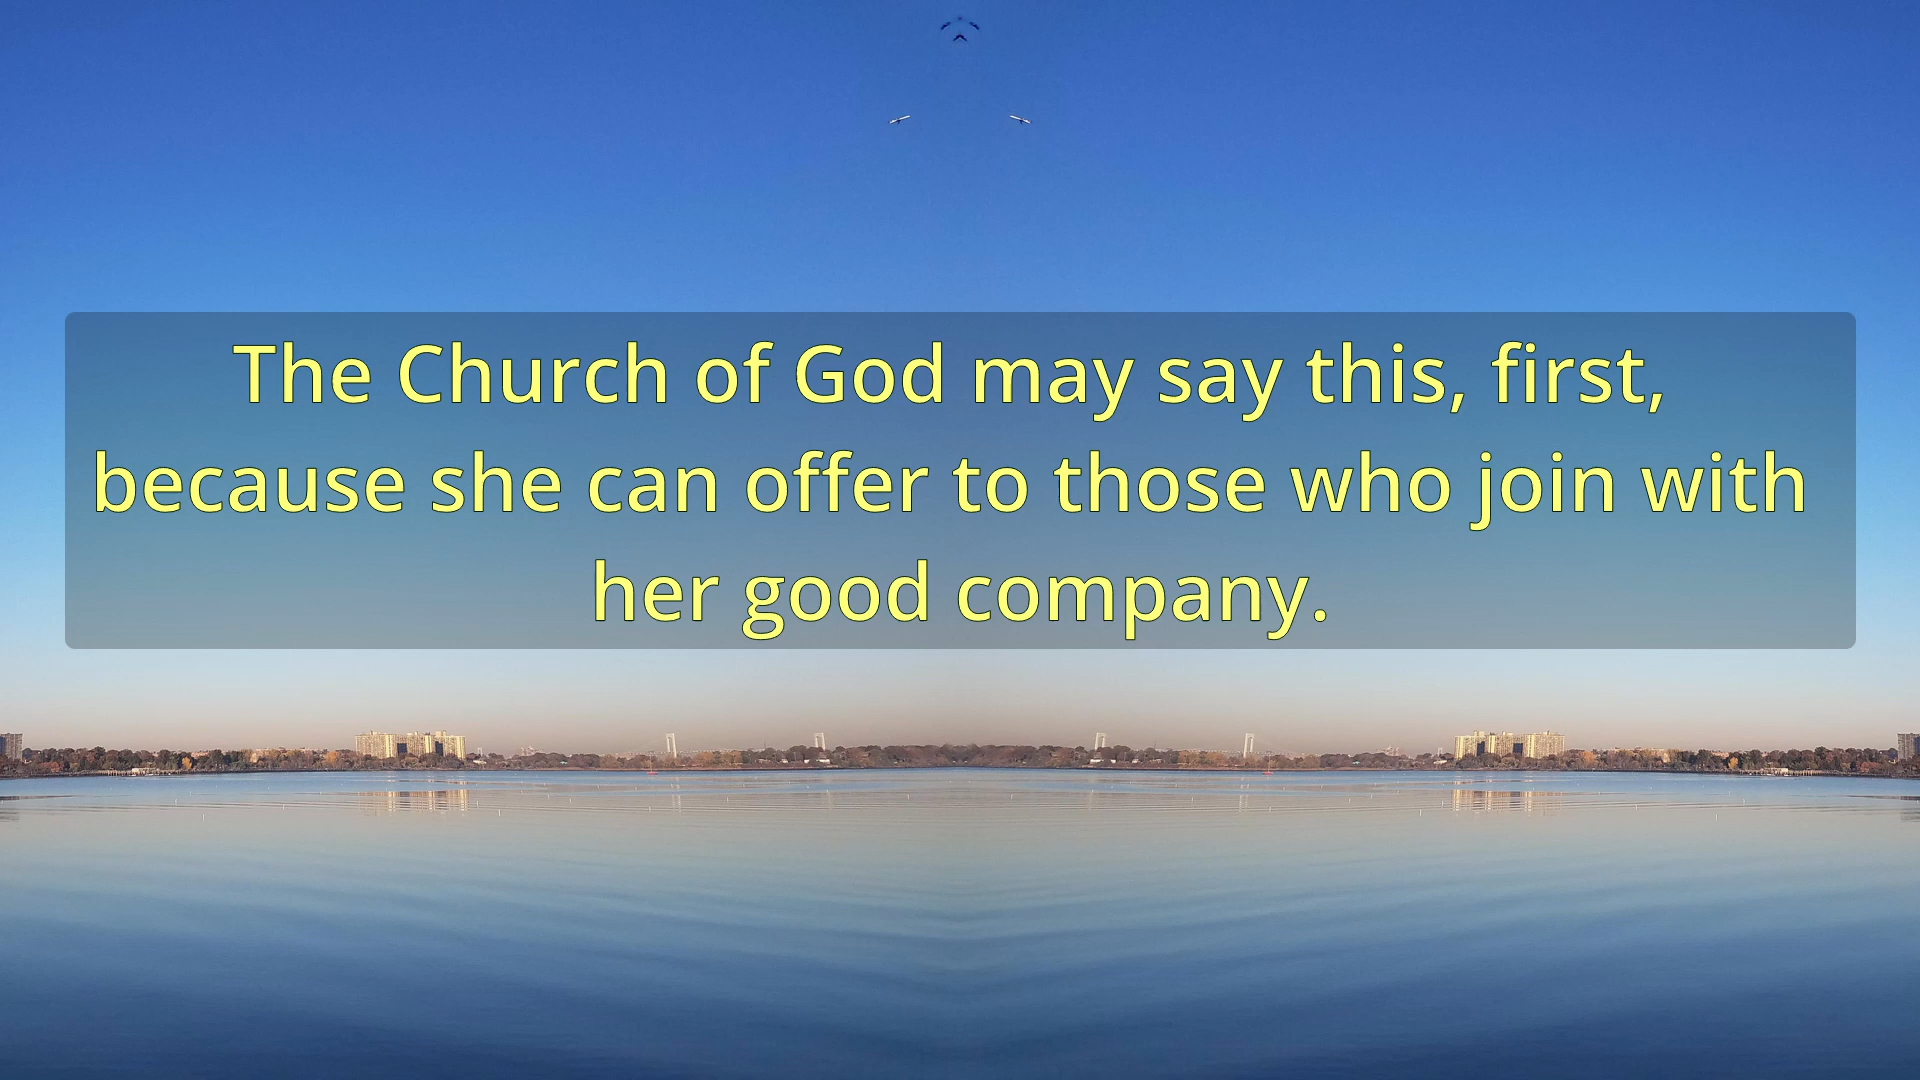 The Church of God may say this, first,
because she can offer to those who join with
her good company.